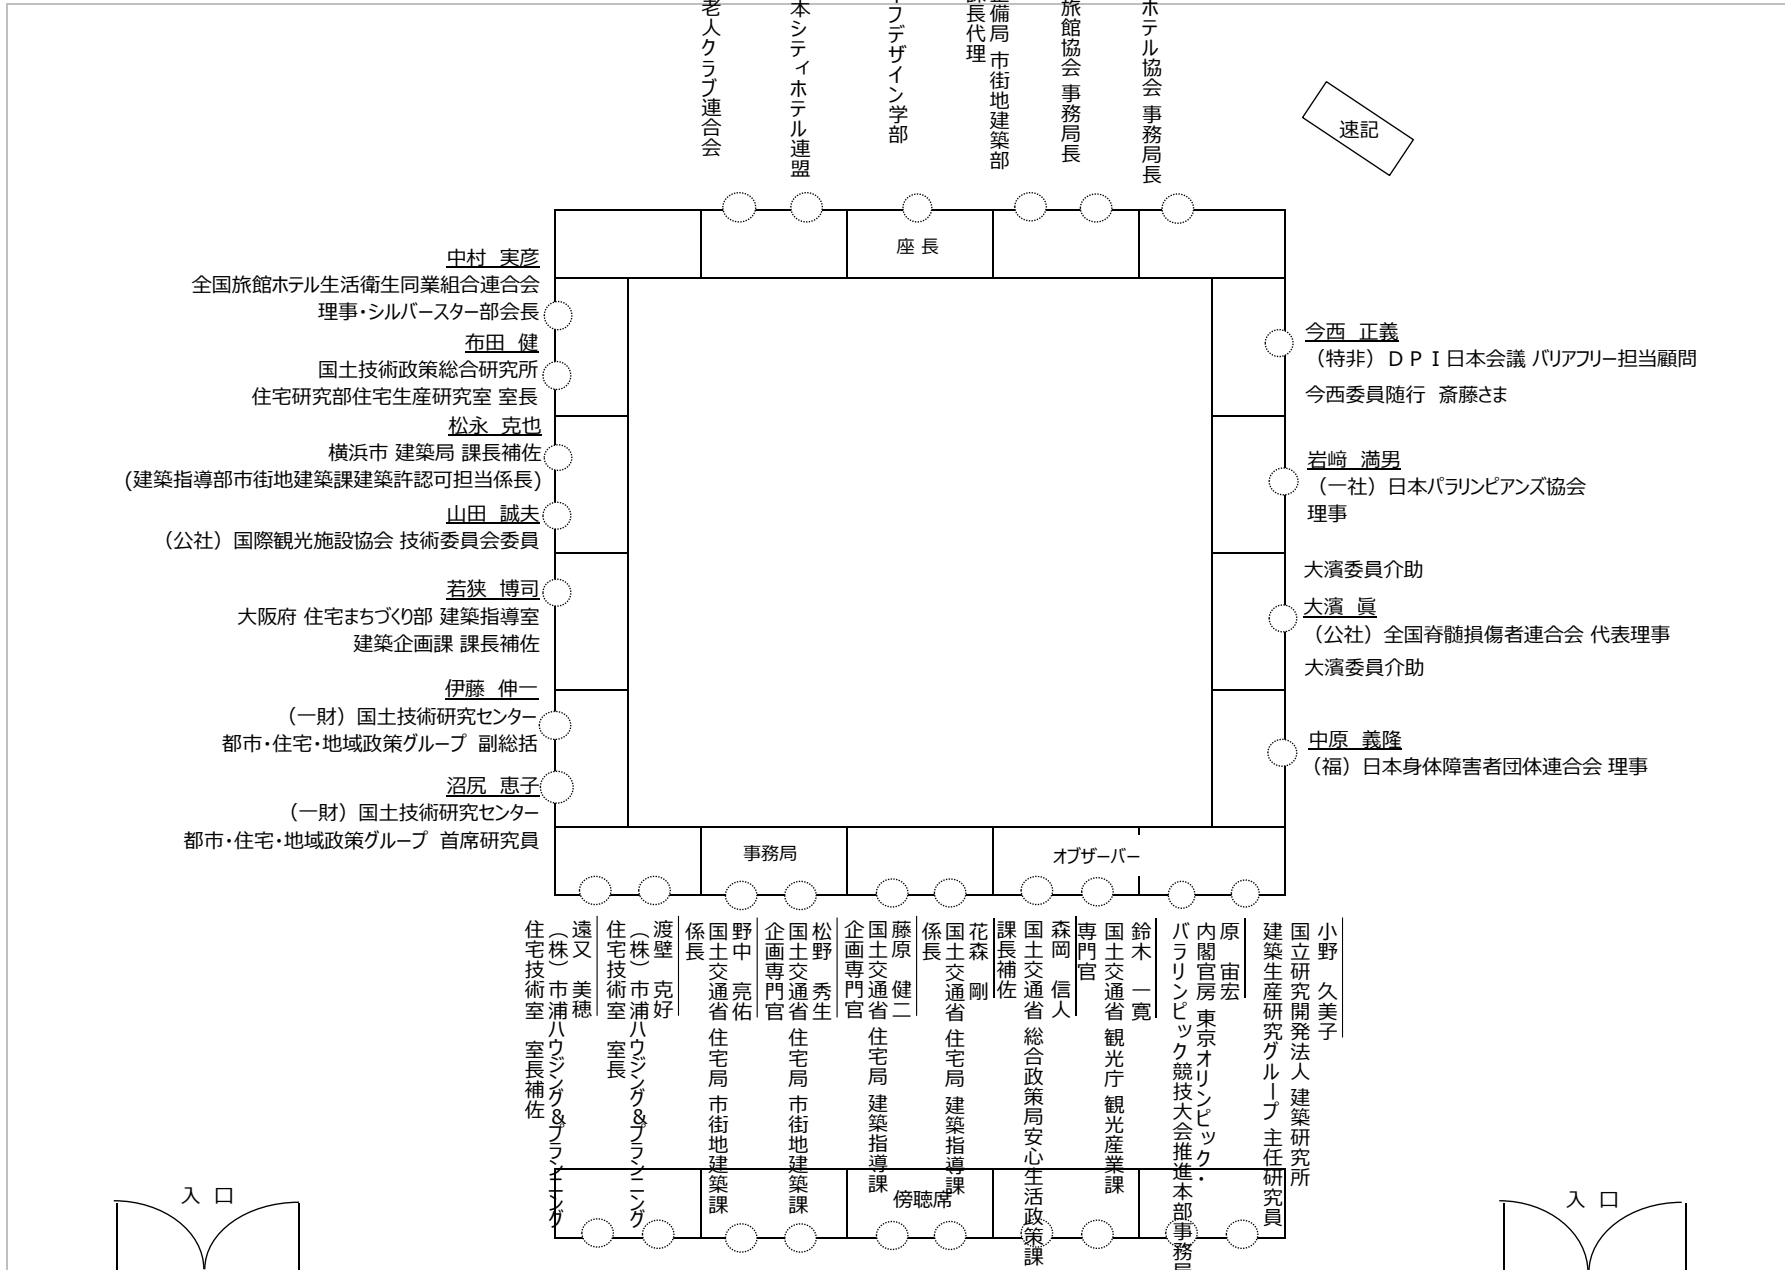 ホテル協会 事務局長
旅館協会 事務局長
備局 市街地建築部
課長代理
フデザイン学部
本シティホテル連盟
老人クラブ連合会
速記
座 長
中村 実彦
全国旅館ホテル生活衛生同業組合連合会
理事・シルバースター部会長
布田 健
国土技術政策総合研究所
住宅研究部住宅生産研究室 室長
松永 克也
横浜市 建築局 課長補佐
(建築指導部市街地建築課建築許認可担当係長)
山田 誠夫
（公社）国際観光施設協会 技術委員会委員
若狭 博司
大阪府 住宅まちづくり部 建築指導室
建築企画課 課長補佐
伊藤 伸一
（一財）国土技術研究センター
都市・住宅・地域政策グループ 副総括
沼尻 恵子
（一財）国土技術研究センター
都市・住宅・地域政策グループ 首席研究員
今西 正義
（特非）ＤＰＩ日本会議 バリアフリー担当顧問
今西委員随行 斎藤さま
岩﨑 満男
（一社）日本パラリンピアンズ協会
理事
大濱委員介助
大濱 眞
（公社）全国脊髄損傷者連合会 代表理事
大濱委員介助
中原 義隆
（福）日本身体障害者団体連合会 理事
事務局
オブザーバー
小野 久美子
国立研究開発法人 建築研究所
建築生産研究グループ 主任研究員
原 宙宏
内閣官房 東京オリンピック・
パラリンピック競技大会推進本部事務局
鈴木 一寛
国土交通省 観光庁 観光産業課
専門官
森岡 信人
国土交通省 総合政策局安心生活政策課
課長補佐
花森 剛
国土交通省 住宅局 建築指導課
係長
藤原 健二
国土交通省 住宅局 建築指導課
企画専門官
松野 秀生
国土交通省 住宅局 市街地建築課
企画専門官
野中 亮佑
国土交通省 住宅局 市街地建築課
係長
渡壁 克好
（株）市浦ハウジング&プランニング
住宅技術室 室長
遠又 美穂
（株）市浦ハウジング&プランニング
住宅技術室 室長補佐
傍聴席
入 口
入 口